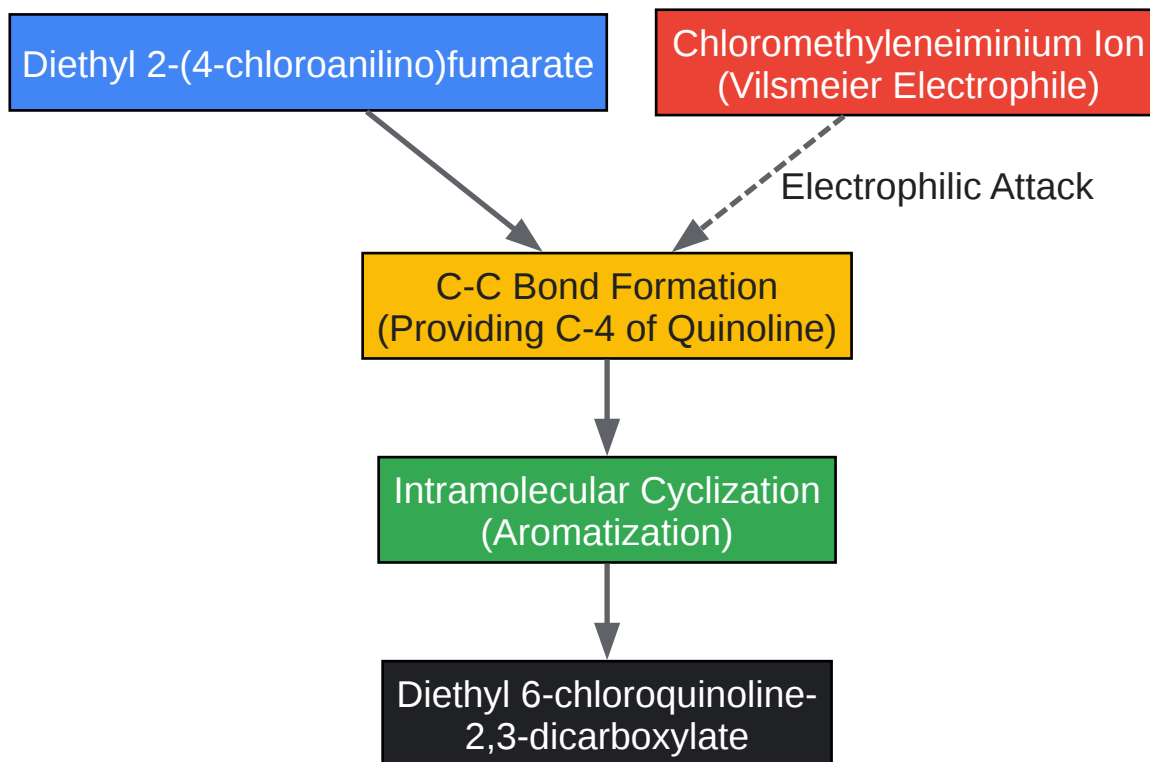 Diethyl 2-(4-chloroanilino)fumarate
Chloromethyleneiminium Ion
(Vilsmeier Electrophile)
Electrophilic Attack
C-C Bond Formation
(Providing C-4 of Quinoline)
Intramolecular Cyclization
(Aromatization)
Diethyl 6-chloroquinoline-
2,3-dicarboxylate